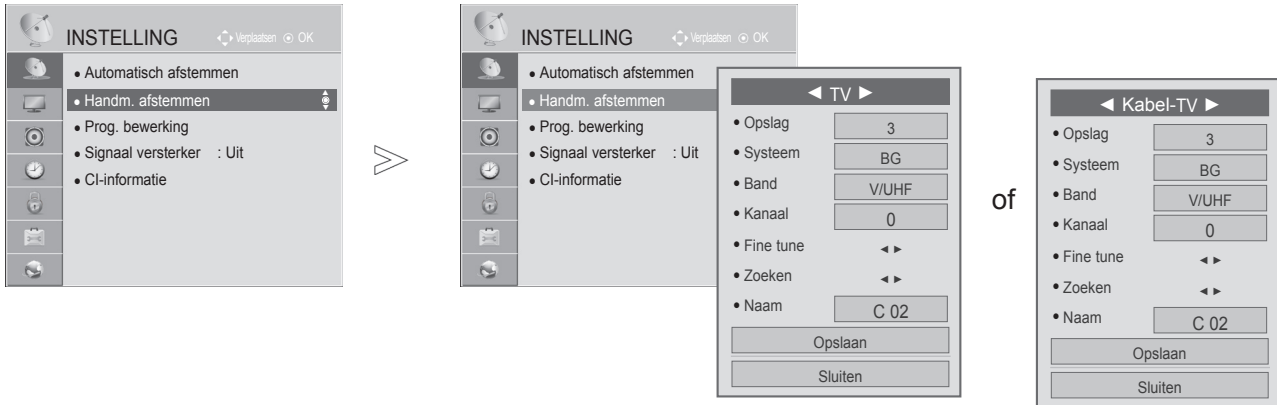 INSTELLING Verplaatsen OK
• Automatisch afstemmen
• Handm. afstemmen
• Prog. bewerking
• Signaal versterker : Uit
• CI-informatie
INSTELLING Verplaatsen OK
• Automatisch afstemmen
• Handm. afstemmen
• Prog. bewerking
• Signaal versterker : Uit
• CI-informatie
◄ TV ►
• Opslag 3
• Systeem BG
• Band V/UHF
• Kanaal 0
• Fine tune ◄ ►
• Zoeken ◄ ►
• Naam C 02
Opslaan
Sluiten
of
◄ Kabel-TV ►
• Opslag 3
• Systeem BG
• Band V/UHF
• Kanaal 0
• Fine tune ◄ ►
• Zoeken ◄ ►
• Naam C 02
Opslaan
Sluiten